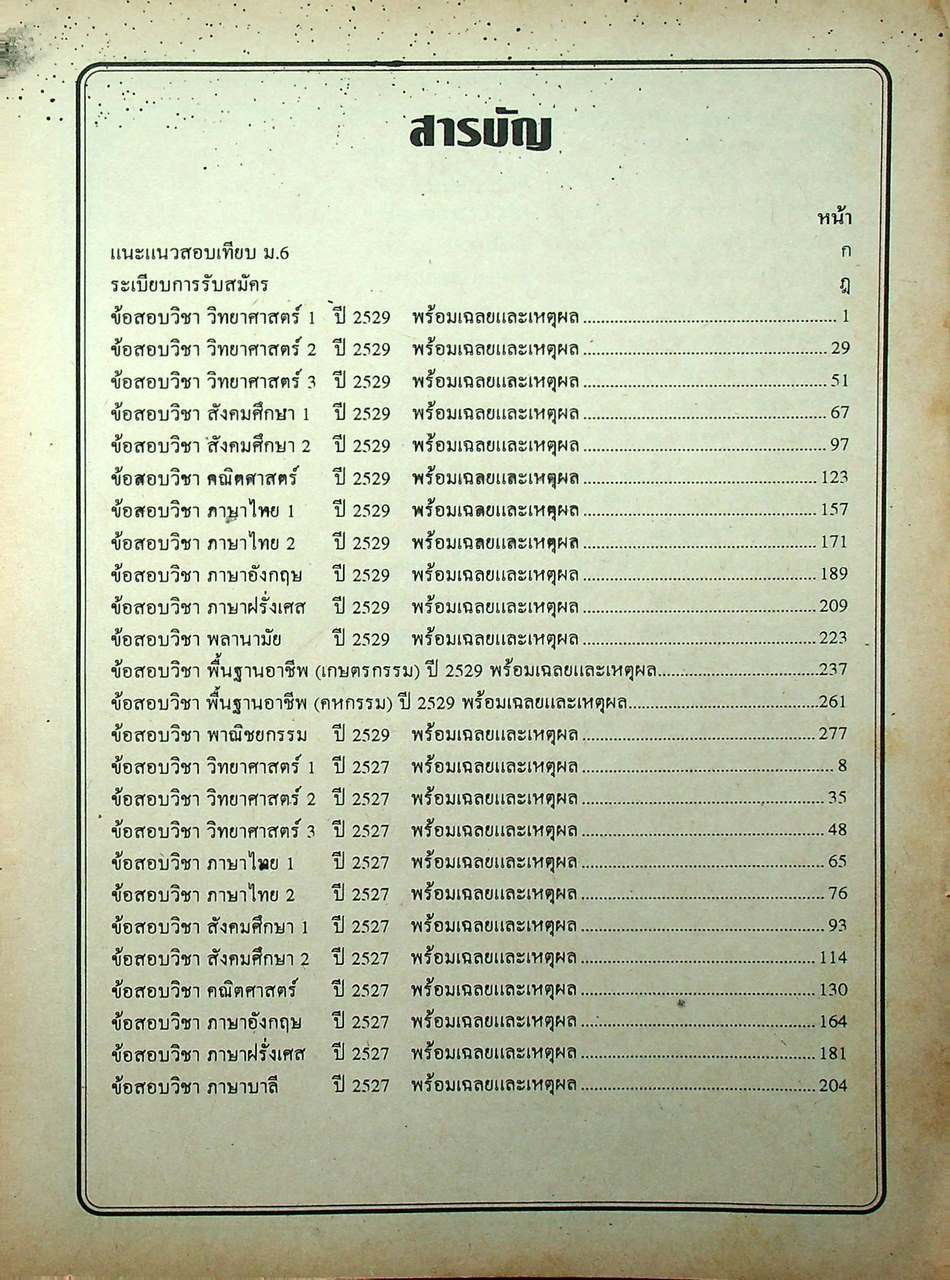 สารบัญ
หน้า
แนะแนวสอบเทียบ ม.6 ก
ระเบียบการรับสมัคร ฎ
ข้อสอบวิชา วิทยาศาสตร์ 1 ปี 2529 พร้อมเฉลยและเหตุผล 1
ข้อสอบวิชา วิทยาศาสตร์ 2 ปี 2529 พร้อมเฉลยและเหตุผล 29
ข้อสอบวิชา วิทยาศาสตร์ 3 ปี 2529 พร้อมเฉลยและเหตุผล 51
ข้อสอบวิชา สังคมศึกษา 1 ปี 2529 พร้อมเฉลยและเหตุผล 67
ข้อสอบวิชา สังคมศึกษา 2 ปี 2529 พร้อมเฉลยและเหตุผล 97
ข้อสอบวิชา คณิตศาสตร์ ปี 2529 พร้อมเฉลยและเหตุผล 123
ข้อสอบวิชา ภาษาไทย 1 ปี 2529 พร้อมเฉลยและเหตุผล 157
ข้อสอบวิชา ภาษาไทย 2 ปี 2529 พร้อมเฉลยและเหตุผล 171
ข้อสอบวิชา ภาษาอังกฤษ ปี 2529 พร้อมเฉลยและเหตุผล 189
ข้อสอบวิชา ภาษาฝรั่งเศส ปี 2529 พร้อมเฉลยและเหตุผล 209
ข้อสอบวิชา พลานามัย ปี 2529 พร้อมเฉลยและเหตุผล 223
ข้อสอบวิชา พื้นฐานอาชีพ (เกษตรกรรม) ปี 2529 พร้อมเฉลยและเหตุผล 237
ข้อสอบวิชา พื้นฐานอาชีพ (คหกรรม) ปี 2529 พร้อมเฉลยและเหตุผล 261
ข้อสอบวิชา พาณิชยกรรม ปี 2529 พร้อมเฉลยและเหตุผล 277
ข้อสอบวิชา วิทยาศาสตร์ 1 ปี 2527 พร้อมเฉลยและเหตุผล 8
ข้อสอบวิชา วิทยาศาสตร์ 2 ปี 2527 พร้อมเฉลยและเหตุผล 35
ข้อสอบวิชา วิทยาศาสตร์ 3 ปี 2527 พร้อมเฉลยและเหตุผล 48
ข้อสอบวิชา ภาษาไทย 1 ปี 2527 พร้อมเฉลยและเหตุผล 65
ข้อสอบวิชา ภาษาไทย 2 ปี 2527 พร้อมเฉลยและเหตุผล 76
ข้อสอบวิชา สังคมศึกษา 1 ปี 2527 พร้อมเฉลยและเหตุผล 93
ข้อสอบวิชา สังคมศึกษา 2 ปี 2527 พร้อมเฉลยและเหตุผล 114
ข้อสอบวิชา คณิตศาสตร์ ปี 2527 พร้อมเฉลยและเหตุผล 130
ข้อสอบวิชา ภาษาอังกฤษ ปี 2527 พร้อมเฉลยและเหตุผล 164
ข้อสอบวิชา ภาษาฝรั่งเศส ปี 2527 พร้อมเฉลยและเหตุผล 181
ข้อสอบวิชา ภาษาบาลี ปี 2527 พร้อมเฉลยและเหตุผล 204